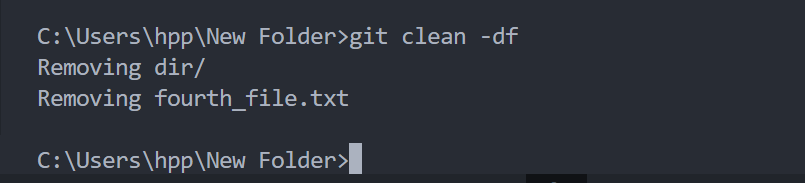 C:\Users\hpp\New Folder>git clean -df
Removing dir/
Removing fourth_file.txt
C:\Users\hpp\New Folder>